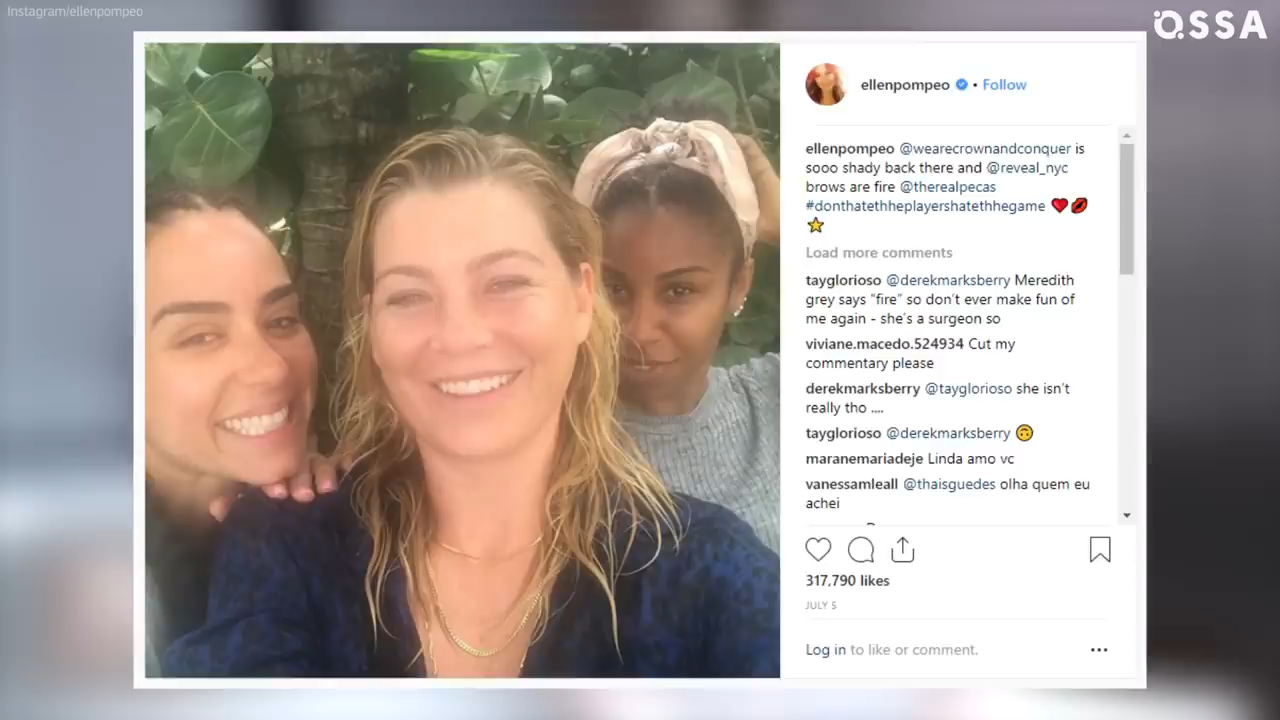 Instagram/ellenpompeo
OSSA
ellenpompeo • Follow
ellenpompeo @wearecrownandconquer is
sooo shady back there and @reveal_nyc
brows are fire @therealpecas
#donthatethheplayershatethhegame ❤️💋
⭐
Load more comments
tayglorioso @derekmarksberry Meredith
grey says "fire" so don't ever make fun of
me again - she's a surgeon so
viviane.macedo.524934 Cut my
commentary please
derekmarksberry @tayglorioso she isn't
really tho ....
tayglorioso @derekmarksberry 🙃
maranemariadeje Linda amo vc
vanessamleall @thaisguedes olha quem eu
achei
317,790 likes
JULY 5
Log in to like or comment.